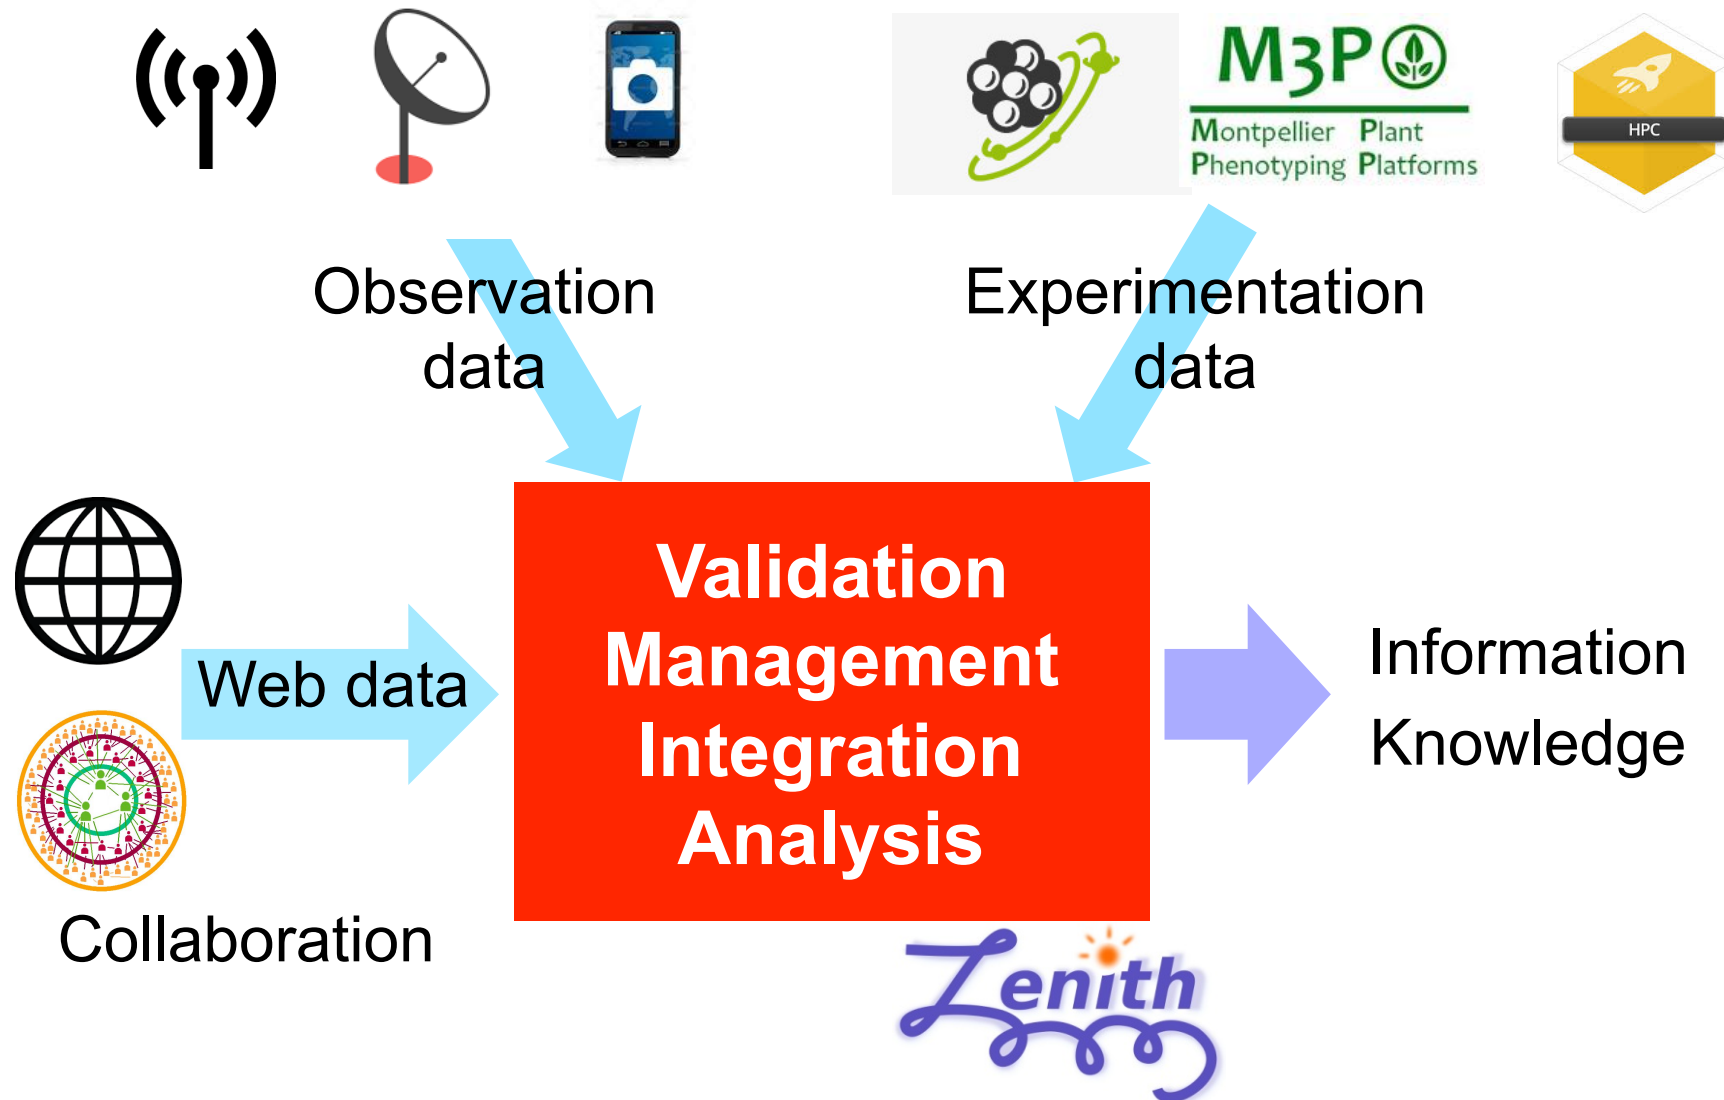 M3P
Montpellier Plant
Phenotyping Platforms
HPC
Observation
data
Experimentation
data
Web data
Validation
Management
Integration
Analysis
Information
Knowledge
Collaboration
Zenith